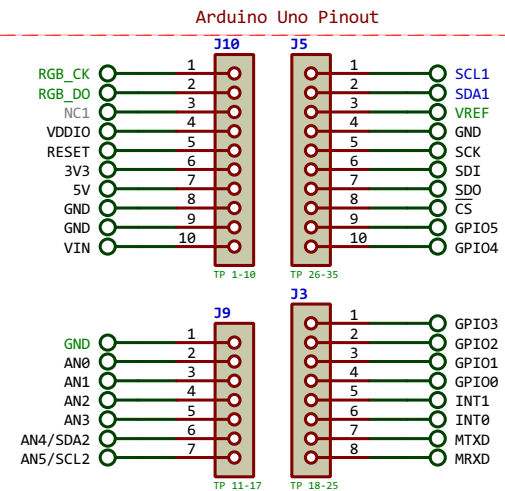 Arduino Uno Pinout
J10
RGB_CK 1
RGB_DO 2
NC1 3
VDDIO 4
RESET 5
3V3 6
5V 7
GND 8
GND 9
VIN 10
TP 1-10
J5
1 SCL1
2 SDA1
3 VREF
4 GND
5 SCK
6 SDI
7 SDO
8 CS
9 GPIO5
10 GPIO4
TP 26-35
J9
GND 1
AN0 2
AN1 3
AN2 4
AN3 5
AN4/SDA2 6
AN5/SCL2 7
TP 11-17
J3
1 GPIO3
2 GPIO2
3 GPIO1
4 GPIO0
5 INT1
6 INT0
7 MTXD
8 MRXD
TP 18-25